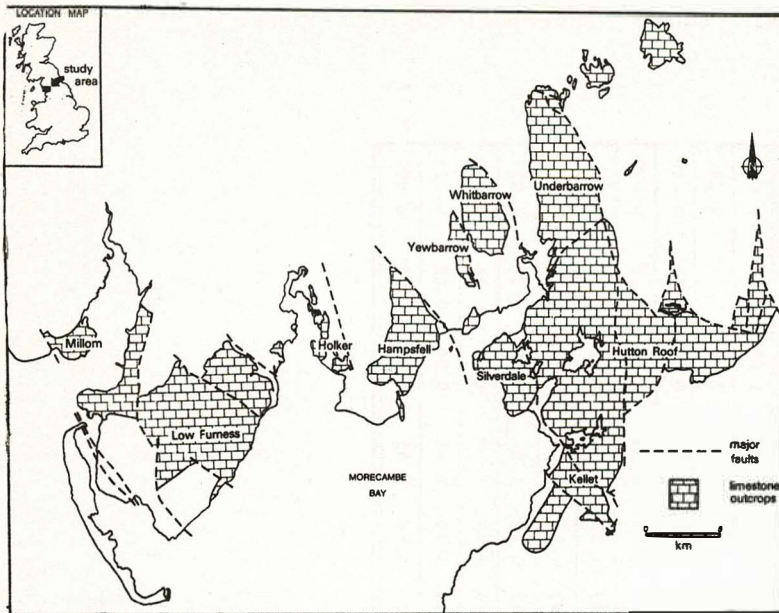 LOCATION MAP
study
area
Whitbarrow
Underbarrow
Yewbarrow
Millom
Holker
Hampsfell
Silverdale
Hutton Roof
Low Furness
MORECAMBE
BAY
Kellet
major
faults
limestone
outcrops
km